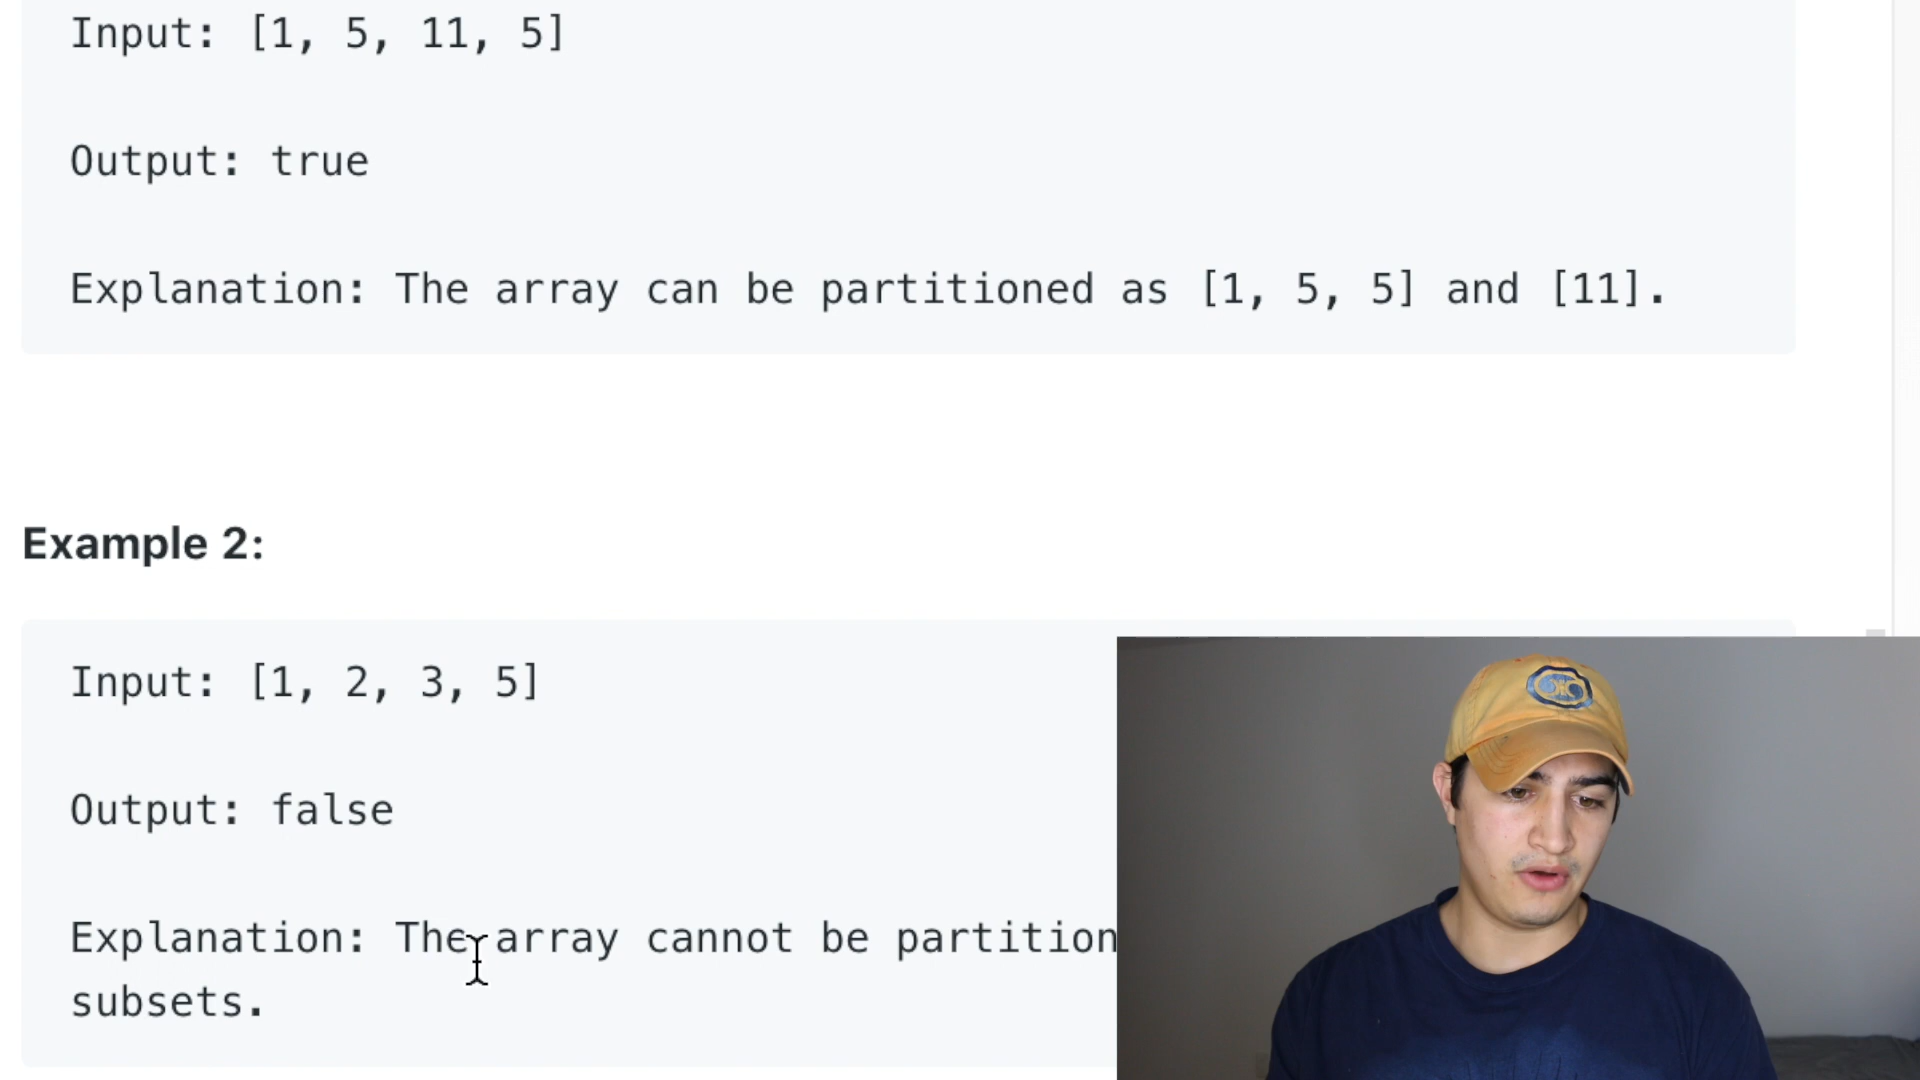 Input: [1, 5, 11, 5]
Output: true
Explanation: The array can be partitioned as [1, 5, 5] and [11].
Example 2:
Input: [1, 2, 3, 5]
Output: false
Explanation: The array cannot be partition
subsets.